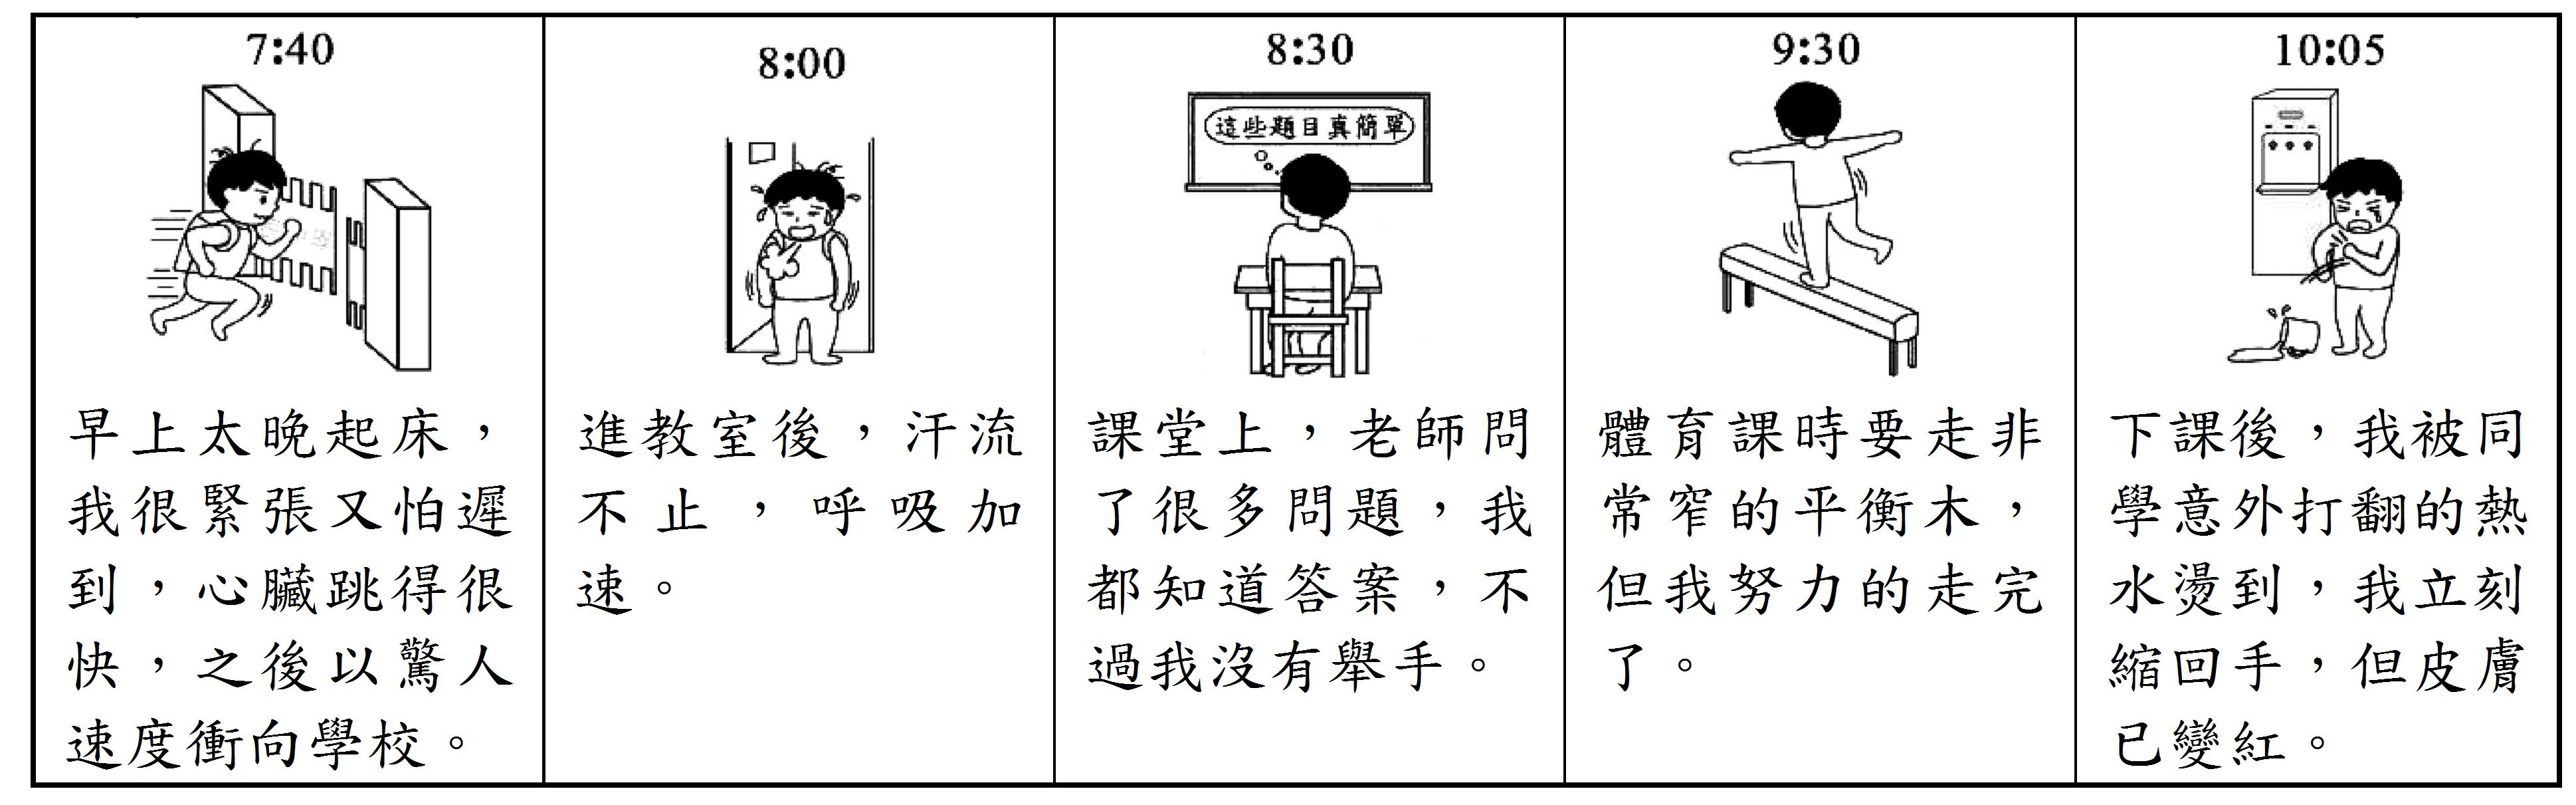 7:40
早上太晚起床，
我很緊張又怕遲
到，心臟跳得很
快，之後以驚人
速度衝向學校。
8:00
進教室後，汗流
不止，呼吸加
速。
8:30
這些題目真簡單
課堂上，老師問
了很多問題，我
都知道答案，不
過我沒有舉手。
9:30
體育課時要走非
常窄的平衡木，
但我努力的走完
了。
10:05
下課後，我被同
學意外打翻的熱
水燙到，我立刻
縮回手，但皮膚
已變紅。